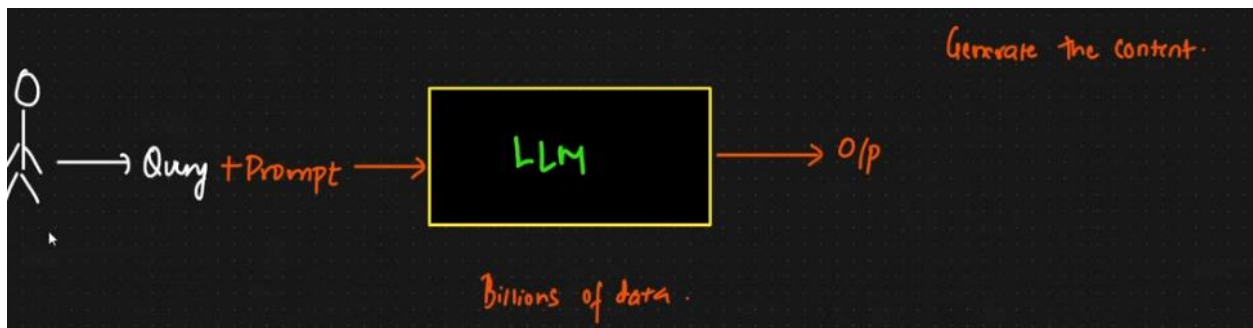 Generate the content.
LLM
Query + Prompt
O/p
Billions of data.